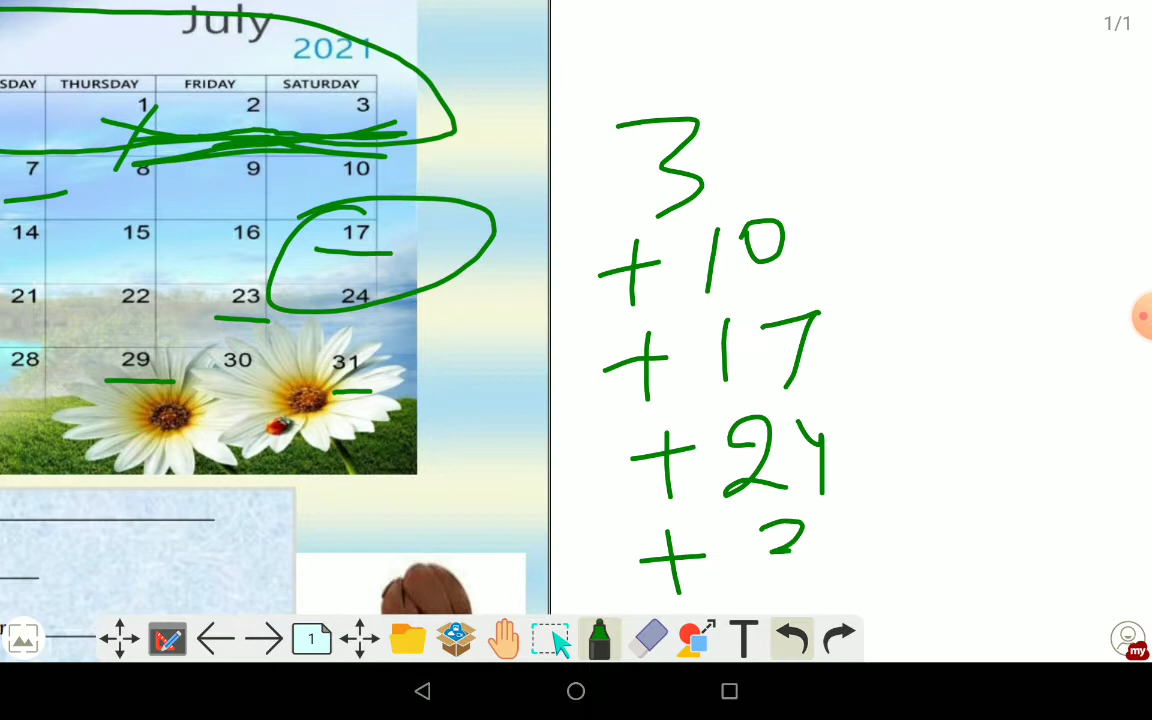 1/1
July
2021
SDAY THURSDAY FRIDAY SATURDAY
1 2 3
7 8 9 10
14 15 16 17
21 22 23 24
28 29 30 31
3
+ 10
+ 17
+ 24
+
1
T
my